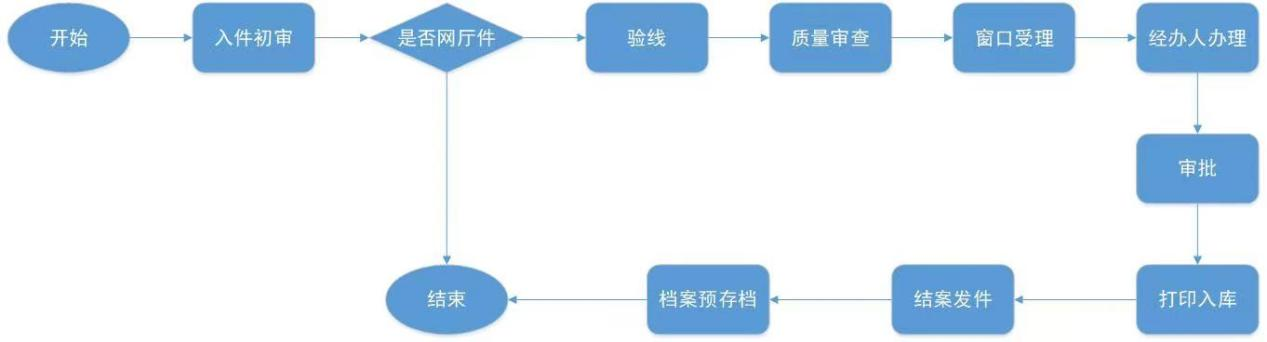 开始
入件初审
是否网厅件
验线
质量审查
窗口受理
经办人办理
审批
打印入库
结案发件
档案预存档
结束